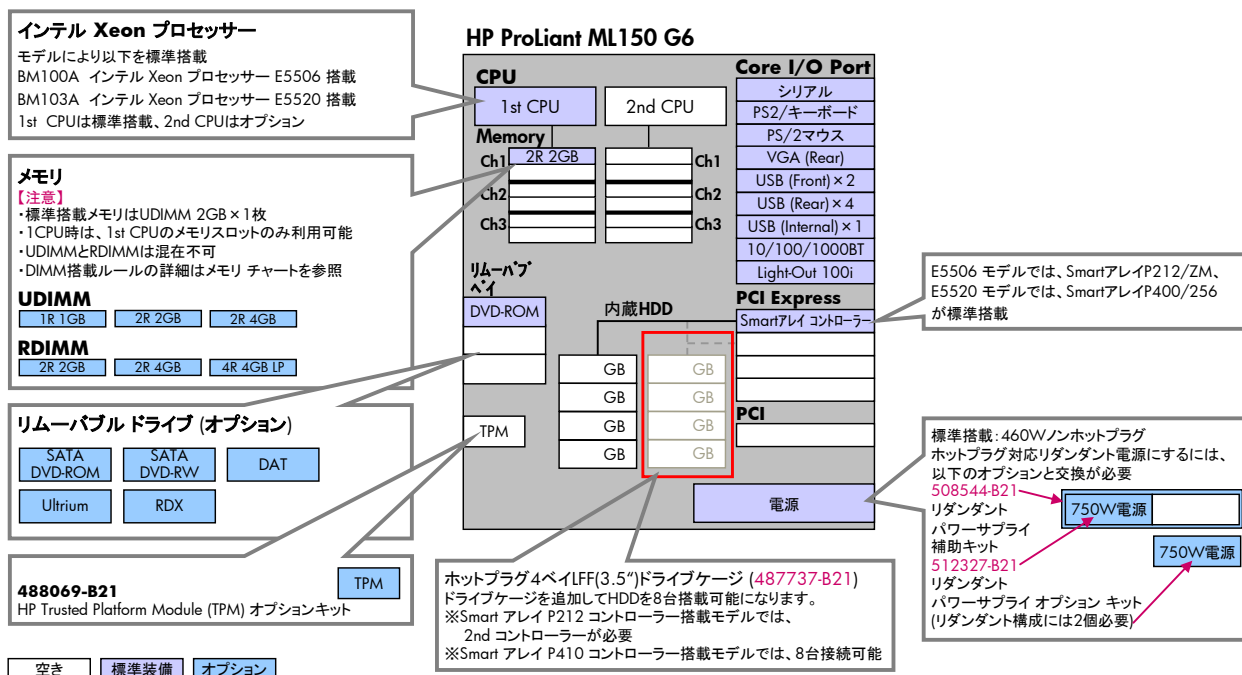 インテル Xeon プロセッサー
モデルにより以下を標準搭載
BM100A インテル Xeon プロセッサー E5506 搭載
BM103A インテル Xeon プロセッサー E5520 搭載
1st CPUは標準搭載、2nd CPUはオプション
メモリ
【注意】
・標準搭載メモリはUDIMM 2GB×1枚
・1CPU時は、1st CPUのメモリスロットのみ利用可能
・UDIMMとRDIMMは混在不可
・DIMM搭載ルールの詳細はメモリ チャートを参照
UDIMM
1R 1GB 2R 2GB 2R 4GB
RDIMM
2R 2GB 2R 4GB 4R 4GB LP
リムーバブル ドライブ (オプション)
SATA DVD-ROM
SATA DVD-RW
DAT
Ultrium
RDX
TPM
488069-B21
HP Trusted Platform Module (TPM) オプションキット
空き 標準装備 オプション
HP ProLiant ML150 G6
CPU
1st CPU 2nd CPU
Memory
Ch1 2R 2GB Ch1
Ch2 Ch2
Ch3 Ch3
リムーバブ
ベイ
DVD-ROM
TPM
内蔵HDD
GB GB
GB GB
GB GB
GB GB
Core I/O Port
シリアル
PS2/キーボード
PS/2マウス
VGA (Rear)
USB (Front)×2
USB (Rear)×4
USB (Internal)×1
10/100/1000BT
Light-Out 100i
PCI Express
Smartアレイ コントローラー
PCI
電源
E5506 モデルでは、SmartアレイP212/ZM、
E5520 モデルでは、SmartアレイP400/256
が標準搭載
標準搭載：460Wノンホットプラグ
ホットプラグ対応リダンダント電源にするには、
以下のオプションと交換が必要
508544-B21
リダンダント
パワーサプライ
補助キット
512327-B21
リダンダント
パワーサプライ オプション キット
(リダンダント構成には2個必要)
750W電源
750W電源
ホットプラグ4ベイLFF(3.5“)ドライブケージ (487737-B21)
ドライブケージを追加してHDDを8台搭載可能になります。
※Smart アレイ P212 コントローラー搭載モデルでは、
2nd コントローラーが必要
※Smart アレイ P410 コントローラー搭載モデルでは、8台接続可能